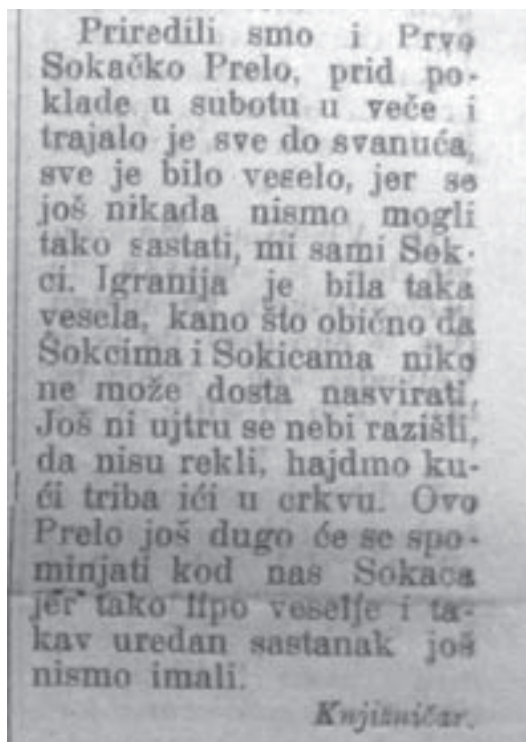 Priredili smo i Prvo
Sokačko Prelo, prid po-
klade u subotu u veče i
trajalo je sve do svanuća,
sve je bilo veselo, jer se
još nikada nismo mogli
tako sastati, mi sami Šok-
ci. Igranija je bila taka
vesela, kano što obično da
Šokcima i Sokicama niko
ne može dosta nasvirati,
Još ni ujtru se nebi razišli,
da nisu rekli, hajdmo ku-
ći triba ići u crkvu. Ovo
Prelo još dugo će se spo-
minjati kod nas Sokaca
jer tako lipo veselje i ta-
kav uredan sastanak još
nismo imali.
Knjižničar.